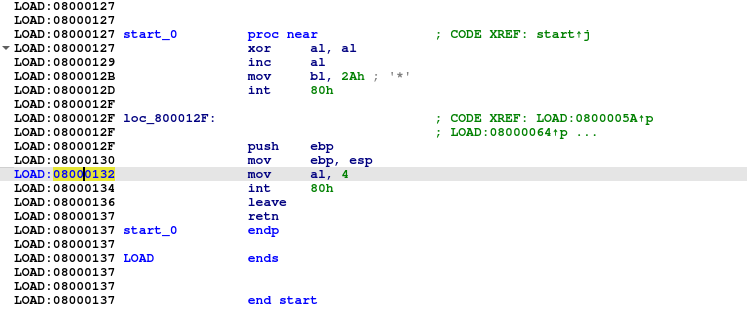 LOAD:08000127
LOAD:08000127
LOAD:08000127 start_0 proc near ; CODE XREF: start↑j
LOAD:08000127 xor al, al
LOAD:08000129 inc al
LOAD:0800012B mov bl, 2Ah ; '*'
LOAD:0800012D int 80h
LOAD:0800012F
LOAD:0800012F loc_800012F: ; CODE XREF: LOAD:0800005A↑p
LOAD:0800012F ; LOAD:08000064↑p ...
LOAD:0800012F push ebp
LOAD:08000130 mov ebp, esp
LOAD:08000132 mov al, 4
LOAD:08000134 int 80h
LOAD:08000136 leave
LOAD:08000137 retn
LOAD:08000137 start_0 endp
LOAD:08000137
LOAD:08000137 LOAD ends
LOAD:08000137
LOAD:08000137
LOAD:08000137 end start